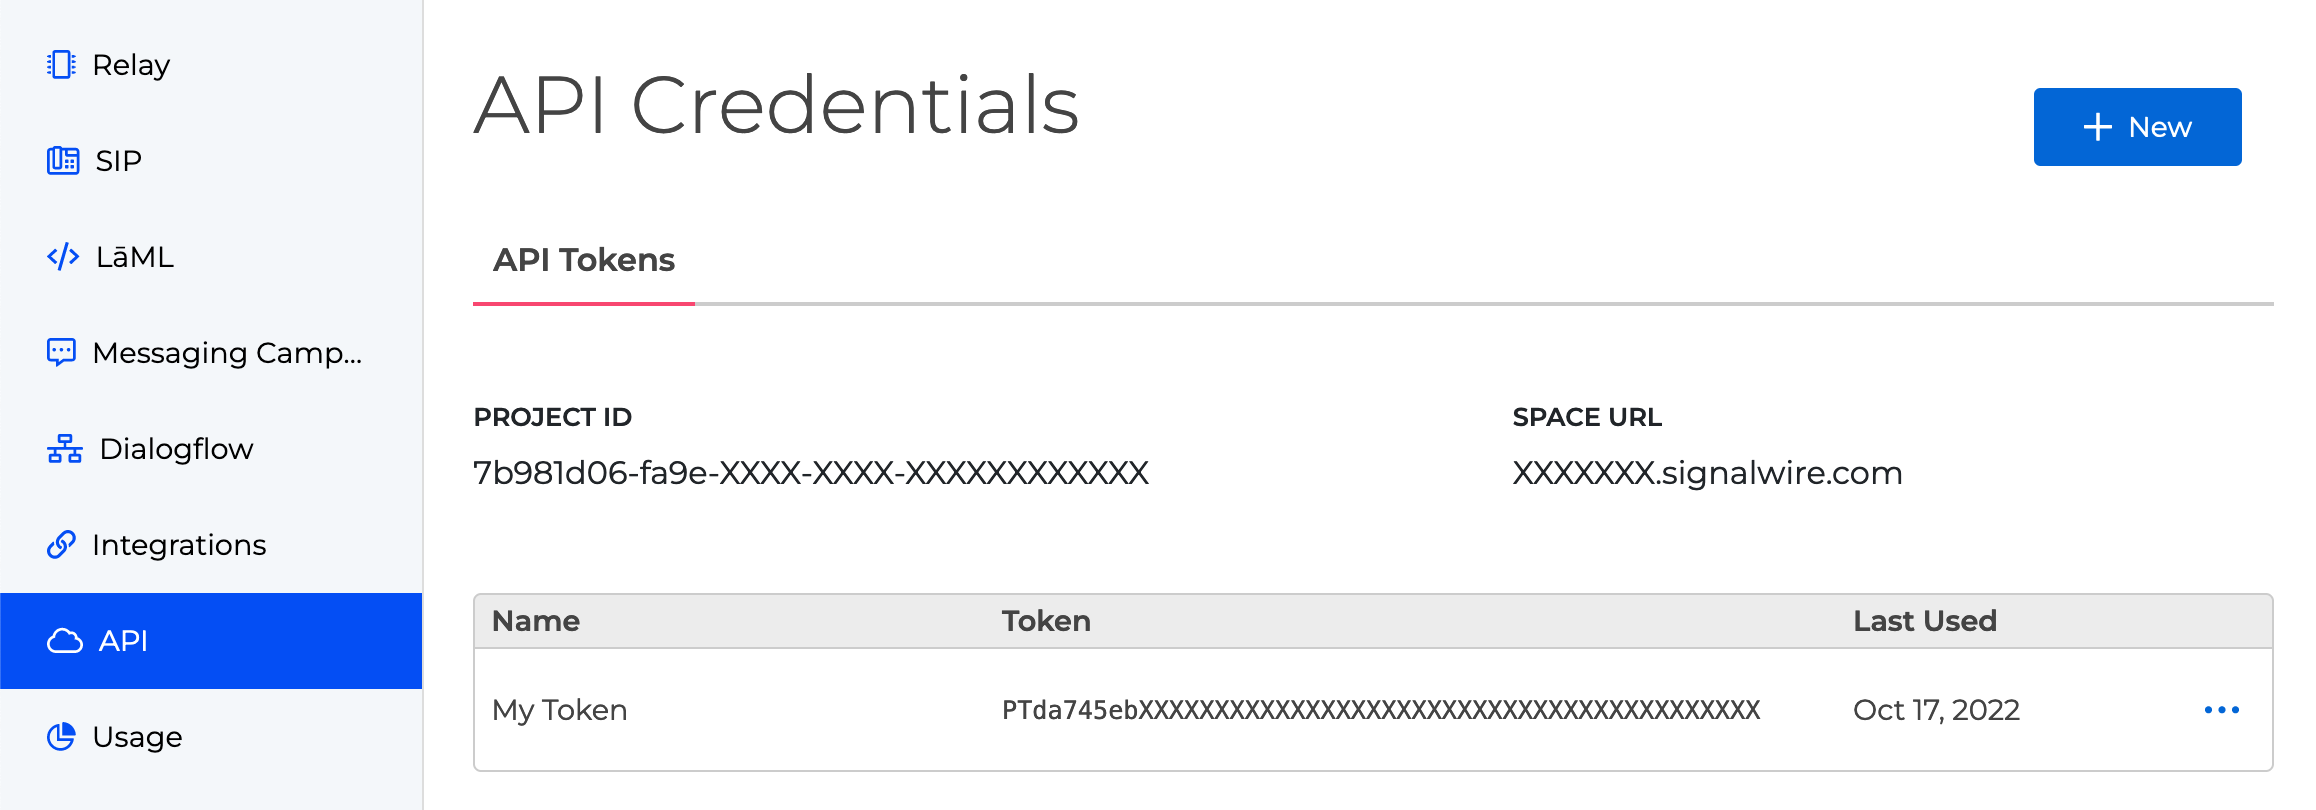 Relay
SIP
LāML
Messaging Camp...
Dialogflow
Integrations
API
Usage
API Credentials
+ New
API Tokens
PROJECT ID
7b981d06-fa9e-XXXX-XXXX-XXXXXXXXXXXX
SPACE URL
XXXXXXX.signalwire.com
Name Token Last Used
My Token PTda745ebXXXXXXXXXXXXXXXXXXXXXXXXXXXXXXXXXXXXXXXXX Oct 17, 2022